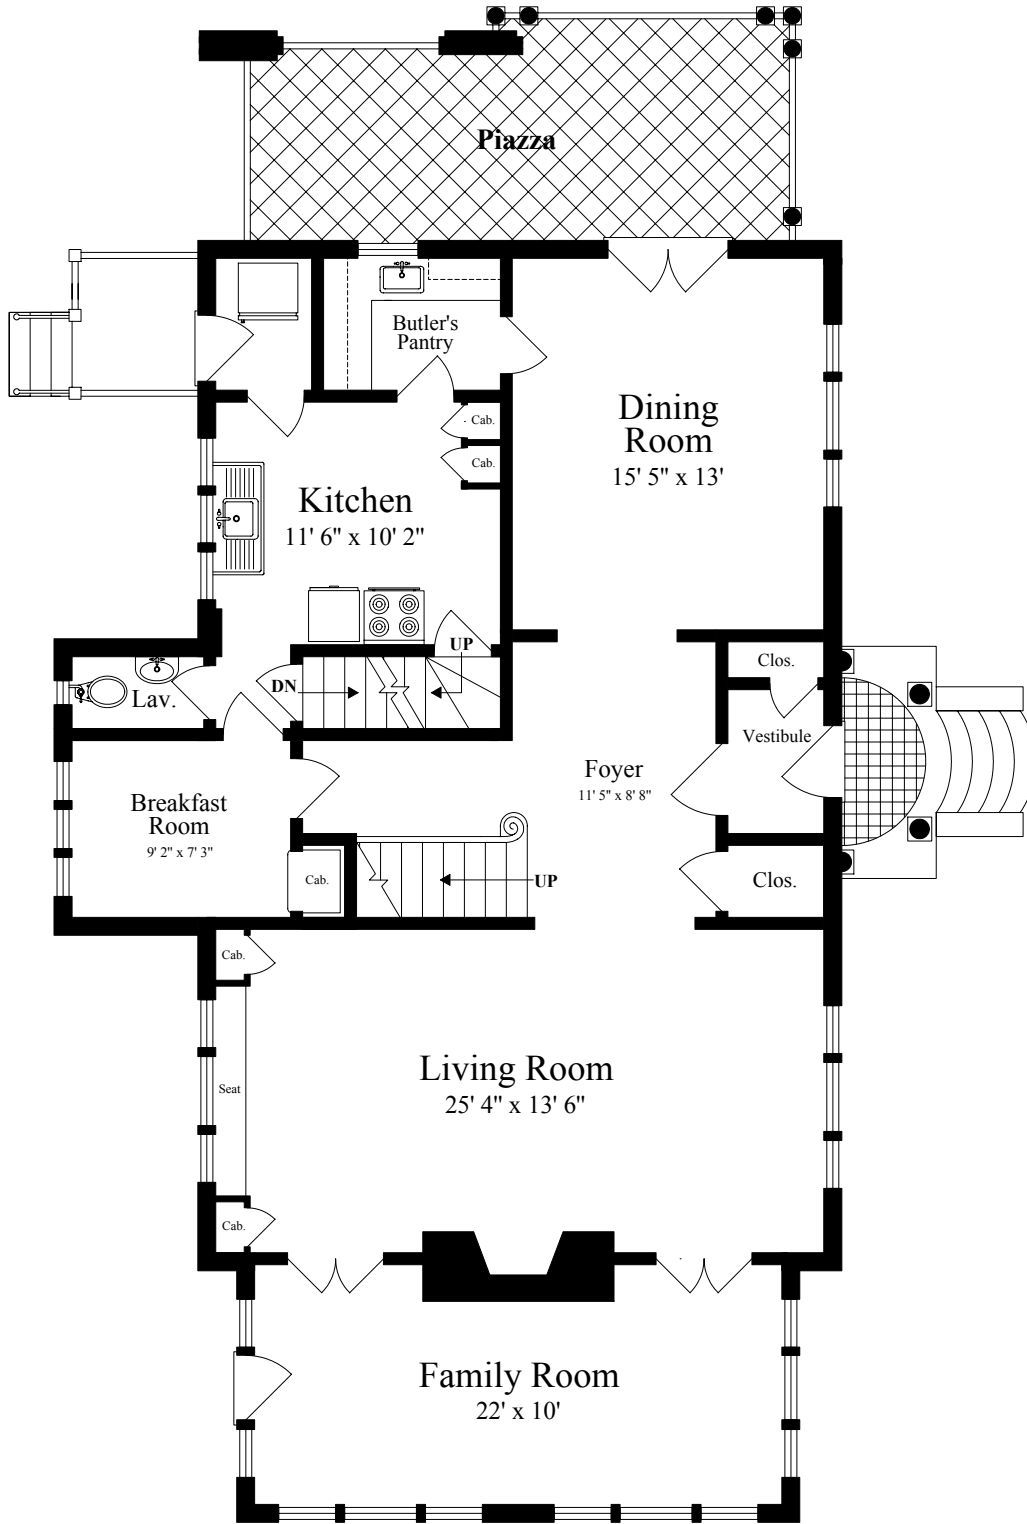 Piazza
Butler's
Pantry
Dining
Room
15' 5" x 13'
Cab.
Cab.
Kitchen
11' 6" x 10' 2"
UP
DN
Lav.
Clos.
Vestibule
Foyer
11' 5" x 8' 8"
Breakfast
Room
9' 2" x 7' 3"
Cab.
UP
Clos.
Cab.
Living Room
25' 4" x 13' 6"
Seat
Cab.
Family Room
22' x 10'